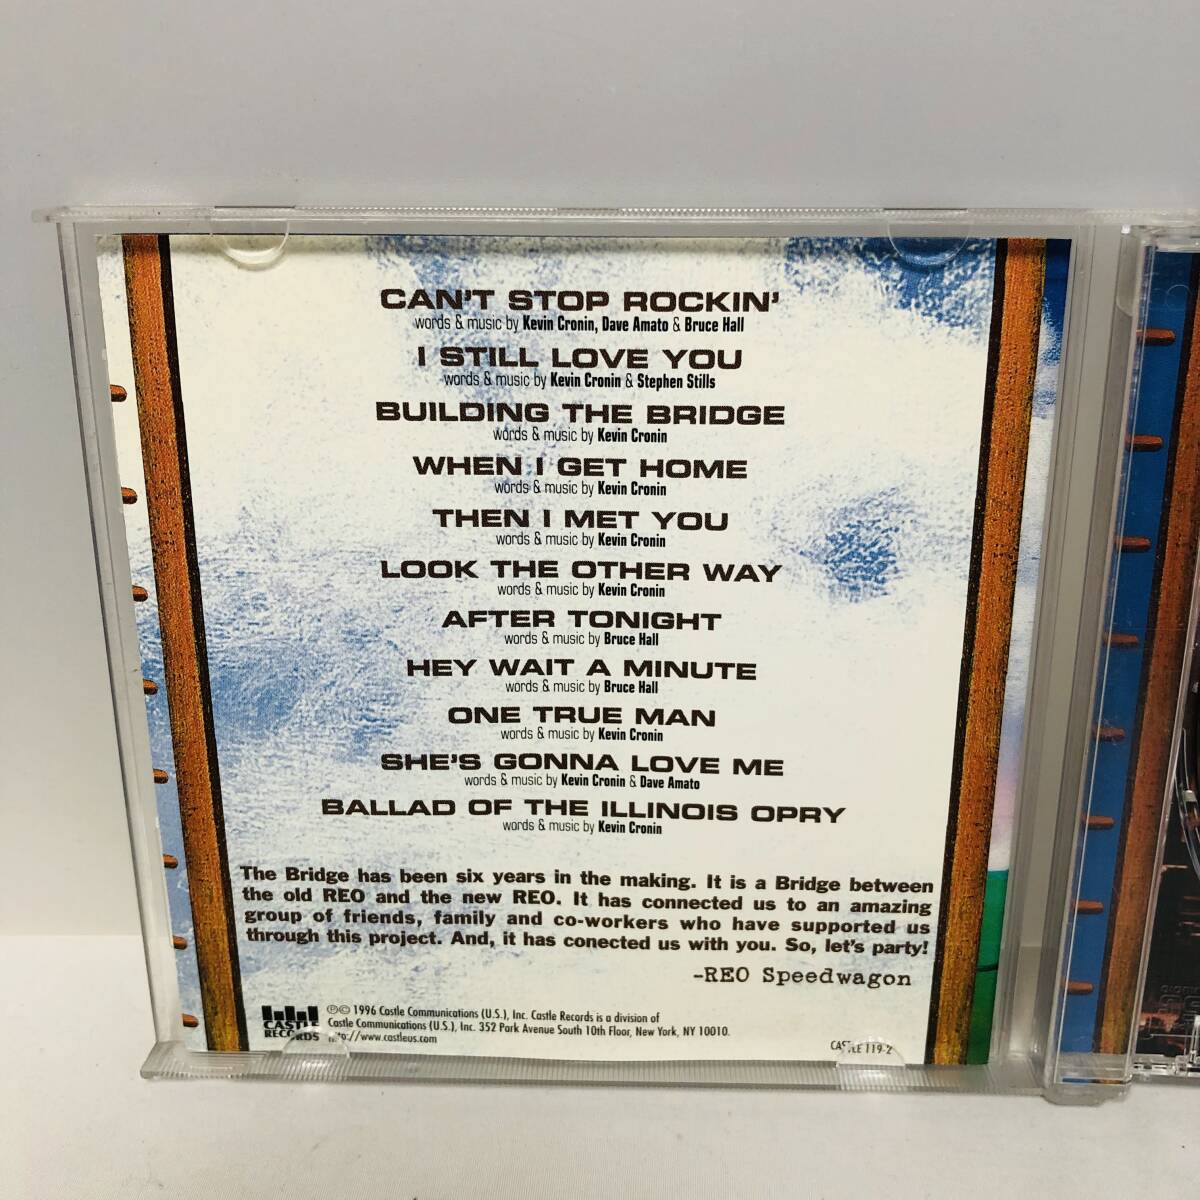 CAN'T STOP ROCKIN'
words & music by Kevin Cronin, Dave Amato & Bruce Hall
I STILL LOVE YOU
words & music by Kevin Cronin & Stephen Stills
BUILDING THE BRIDGE
words & music by Kevin Cronin
WHEN I GET HOME
words & music by Kevin Cronin
THEN I MET YOU
words & music by Kevin Cronin
LOOK THE OTHER WAY
words & music by Kevin Cronin
AFTER TONIGHT
words & music by Bruce Hall
HEY WAIT A MINUTE
words & music by Bruce Hall
ONE TRUE MAN
words & music by Kevin Cronin
SHE'S GONNA LOVE ME
words & music by Kevin Cronin & Dave Amato
BALLAD OF THE ILLINOIS OPRY
words & music by Kevin Cronin
The Bridge has been six years in the making. It is a Bridge between
the old REO and the new REO. It has connected us to an amazing
group of friends, family and co-workers who have supported us
through this project. And, it has conected us with you. So, let's party!
-REO Speedwagon
CASTLE
RECORDS
℗© 1996 Castle Communications (U.S.), Inc. Castle Records is a division of
Castle Communications (U.S.), Inc. 352 Park Avenue South 10th Floor, New York, NY 10010.
http://www.castleus.com
CASTLE 119-2